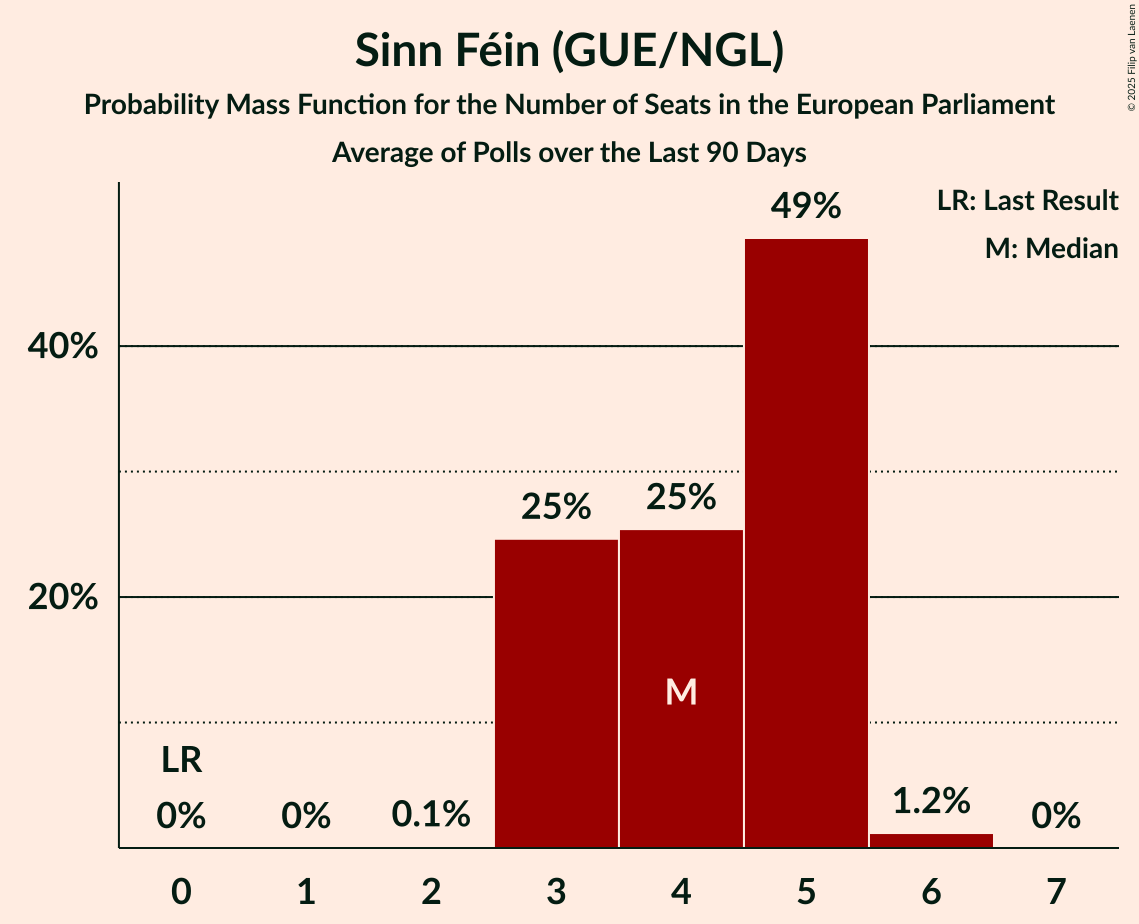 Sinn Féin (GUE/NGL)
Probability Mass Function for the Number of Seats in the European Parliament
Average of Polls over the Last 90 Days
© 2025 Filip van Laenen
LR: Last Result
M: Median
49%
40%
25%
25%
20%
M
LR
0%
0%
0.1%
1.2%
0%
0
1
2
3
4
5
6
7